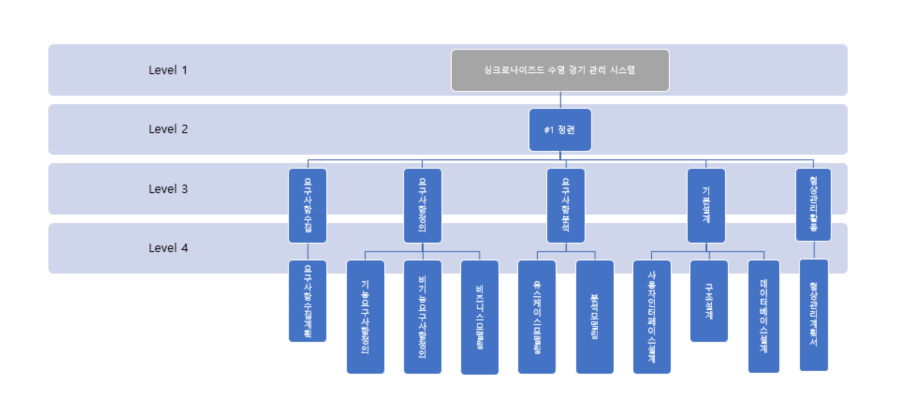 Level 1
싱크로나이즈드 수영 경기 관리 시스템
Level 2
#1 정련
Level 3
요구사항수집
요구사항정의
요구사항분석
기본설계
형상관리활동
Level 4
요구사항수집계획
기능요구사항정의
비기능요구사항정의
비즈니스모델링
유스케이스모델링
분석모델링
사용자인터페이스설계
구조설계
데이터베이스설계
형상관리계획서